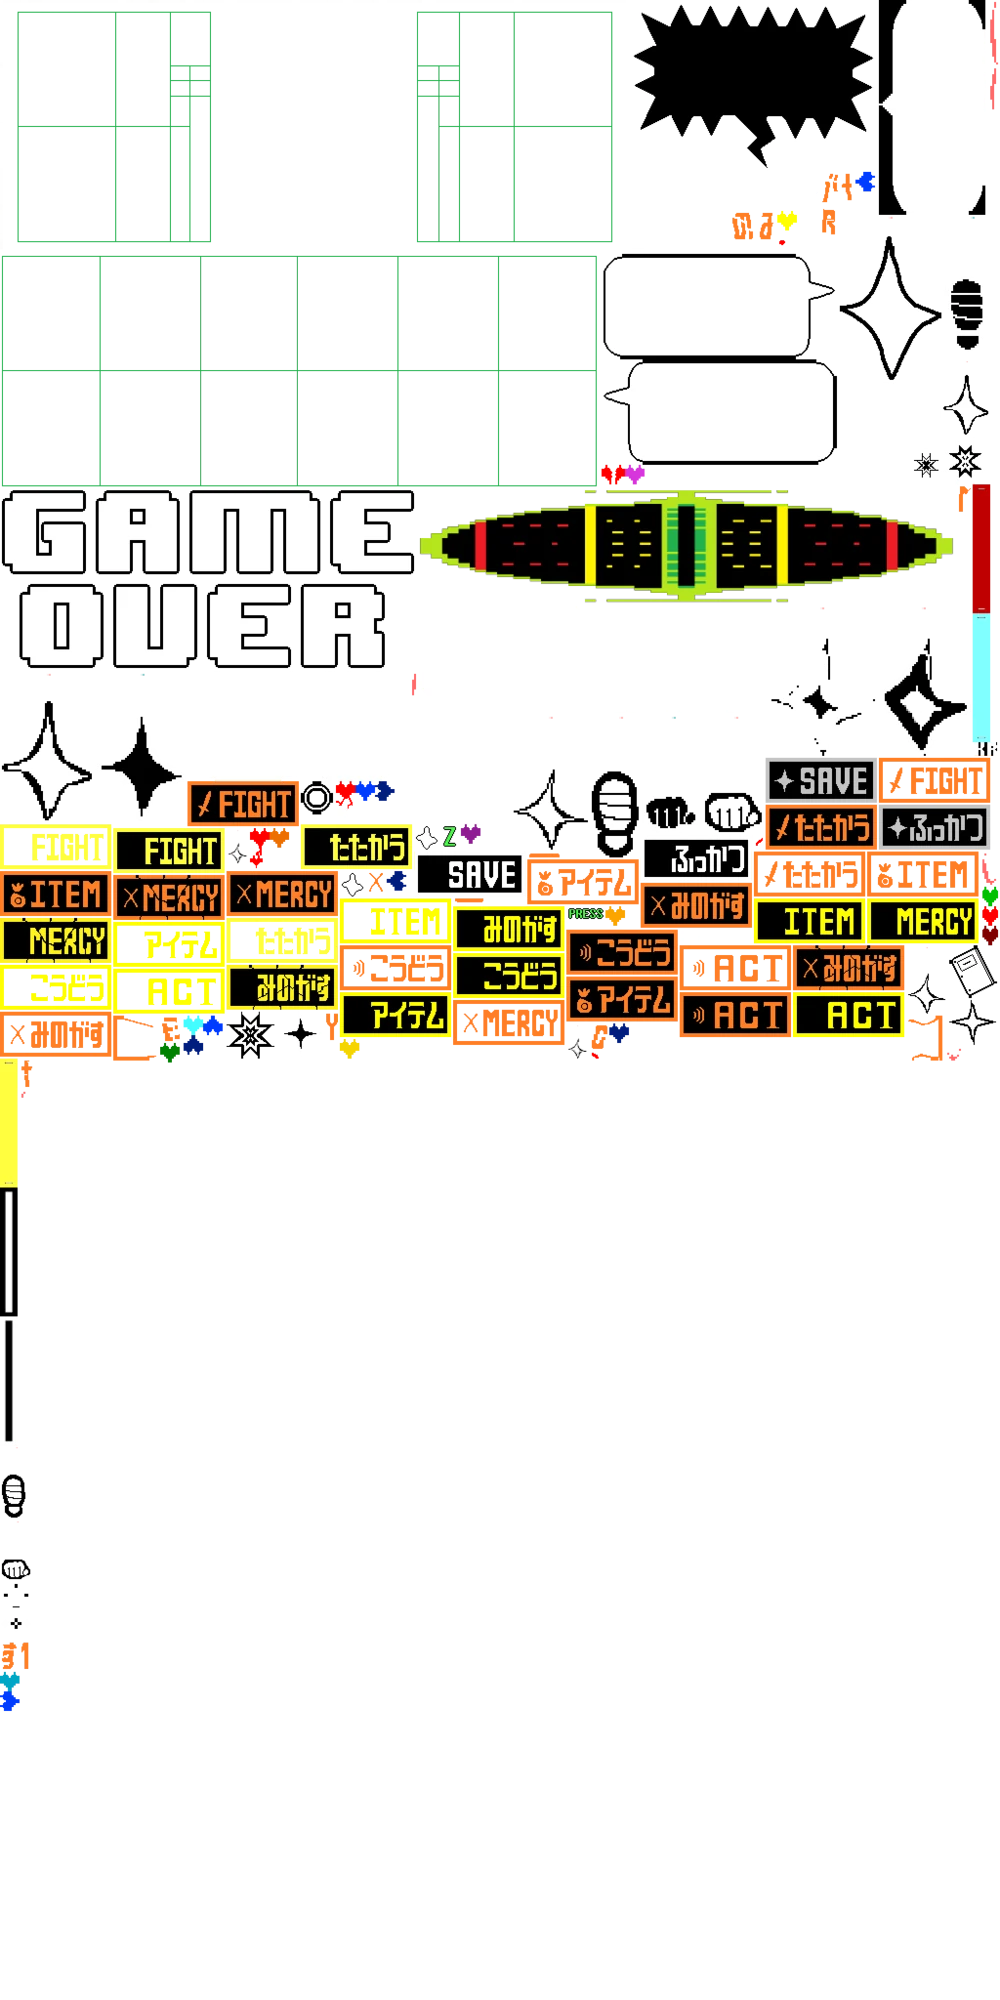 GAME
OVER
SAVE
FIGHT
FIGHT
たたかう
ふっかつ
FIGHT
FIGHT
たたかう
Z
SAVE
ふっかつ
アイテム
たたかう
ITEM
ITEM
MERCY
MERCY
ITEM
PRESS
みのがす
みのがす
ITEM
MERCY
MERCY
アイテム
たたかう
こうどう
こうどう
こうどう
ACT
みのがす
こうどう
ACT
みのがす
アイテム
アイテム
MERCY
ACT
ACT
みのがす